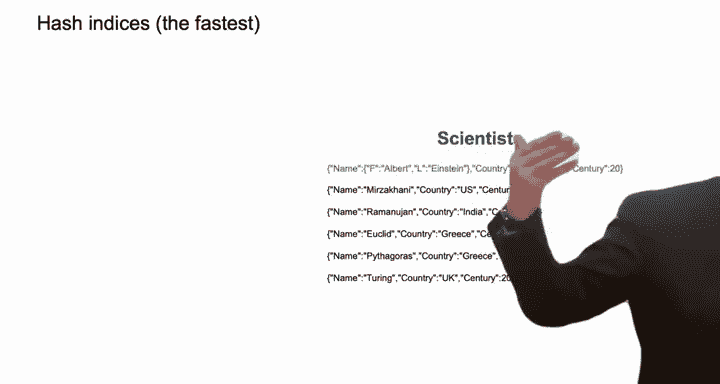 Hash indices (the fastest)
Scientist
{"Name":{"F":"Albert","L":"Einstein"},"Country Century":20}
{"Name":"Mirzakhani","Country":"US","Centur
{"Name":"Ramanujan","Country":"India","C
{"Name":"Euclid","Country":"Greece","Ce
{"Name":"Pythagoras","Country":"Greece",
{"Name":"Turing","Country":"UK","Century":20